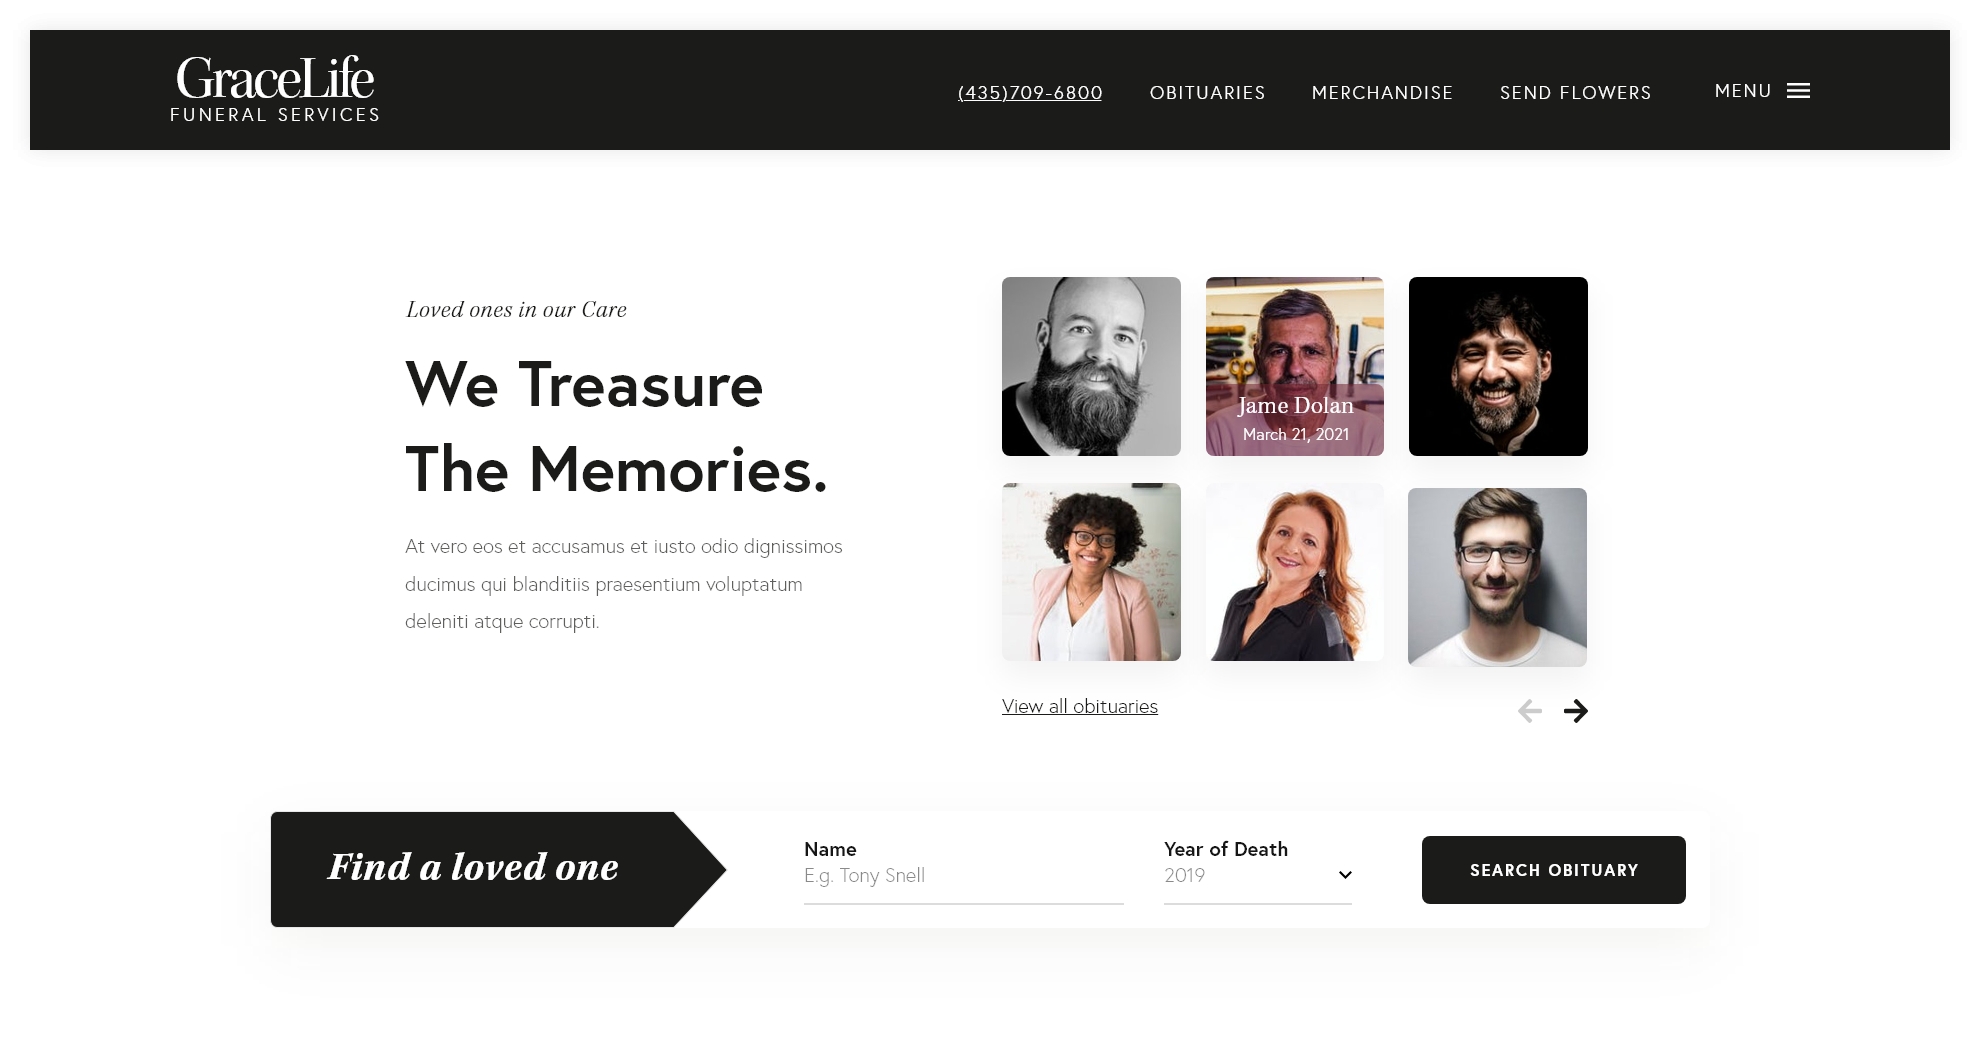 GraceLife
FUNERAL SERVICES
(435)709-6800
OBITUARIES
MERCHANDISE
SEND FLOWERS
MENU
Loved ones in our Care
We Treasure
The Memories.
At vero eos et accusamus et iusto odio dignissimos
ducimus qui blanditiis praesentium voluptatum
deleniti atque corrupti.
Jame Dolan
March 21, 2021
View all obituaries
Find a loved one
Name
E.g. Tony Snell
Year of Death
2019
SEARCH OBITUARY